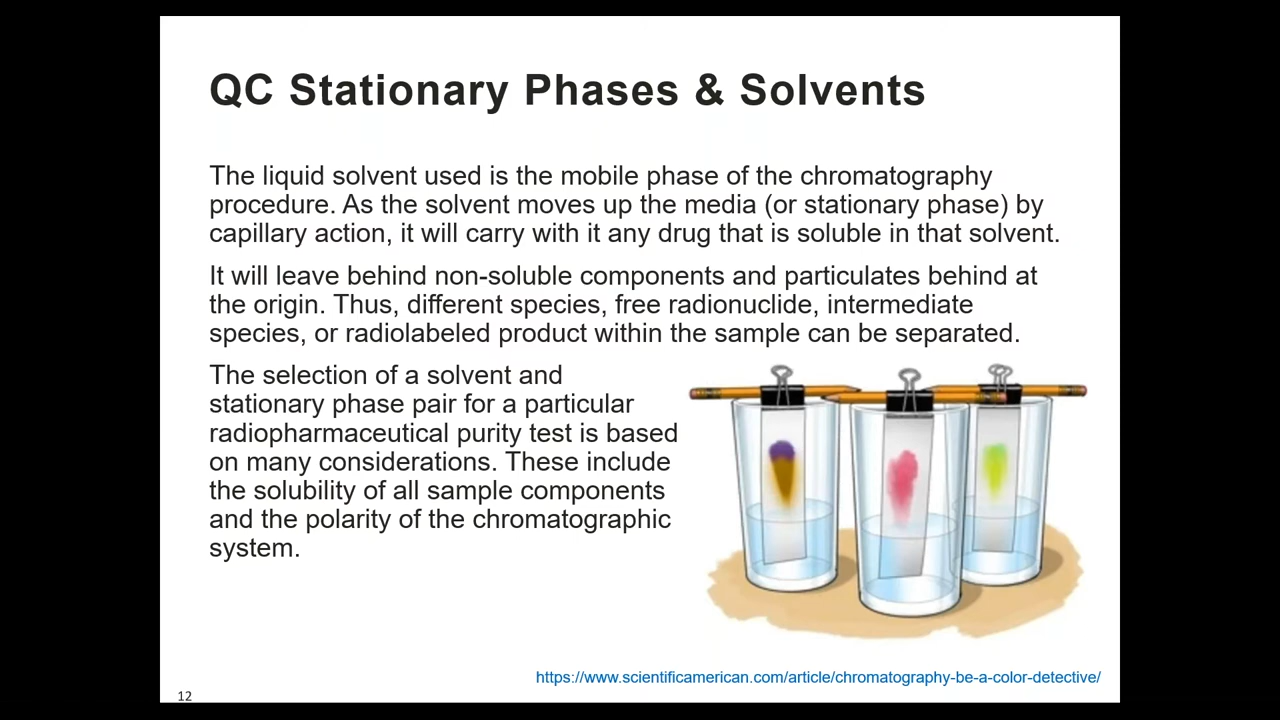 QC Stationary Phases & Solvents
The liquid solvent used is the mobile phase of the chromatography
procedure. As the solvent moves up the media (or stationary phase) by
capillary action, it will carry with it any drug that is soluble in that solvent.
It will leave behind non-soluble components and particulates behind at
the origin. Thus, different species, free radionuclide, intermediate
species, or radiolabeled product within the sample can be separated.
The selection of a solvent and
stationary phase pair for a particular
radiopharmaceutical purity test is based
on many considerations. These include
the solubility of all sample components
and the polarity of the chromatographic
system.
https://www.scientificamerican.com/article/chromatography-be-a-color-detective/
12